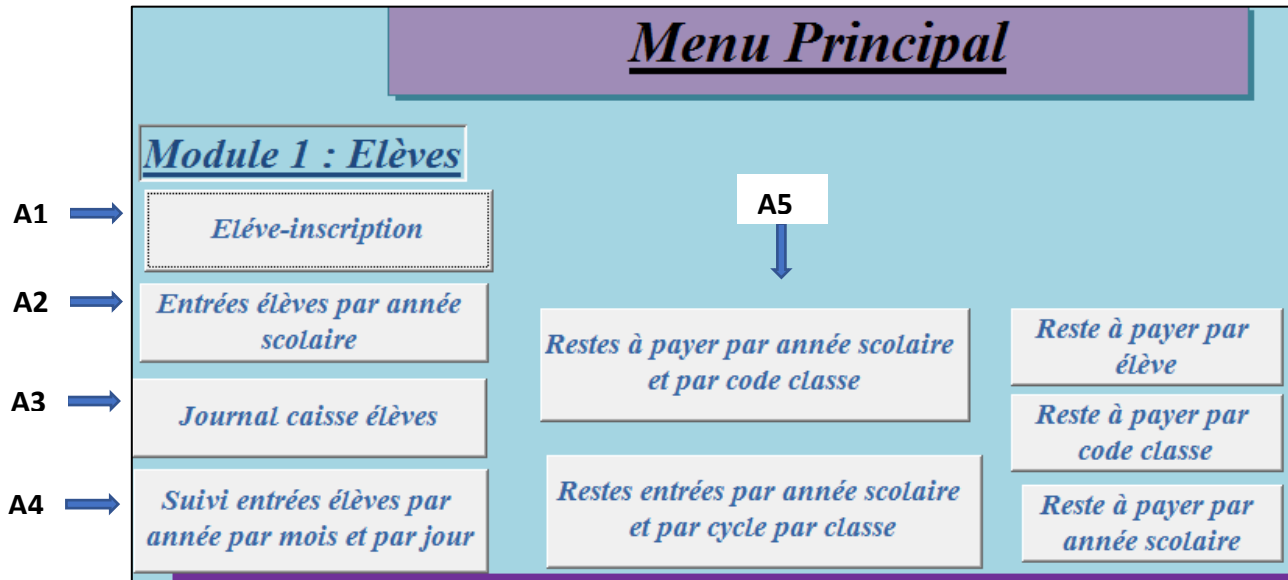 Menu Principal
Module 1 : Elèves
A1
Eléve-inscription
A2
Entrées élèves par année
scolaire
A3
Journal caisse élèves
A4
Suivi entrées élèves par
année par mois et par jour
A5
Restes à payer par année scolaire
et par code classe
Restes entrées par année scolaire
et par cycle par classe
Reste à payer par
élève
Reste à payer par
code classe
Reste à payer par
année scolaire